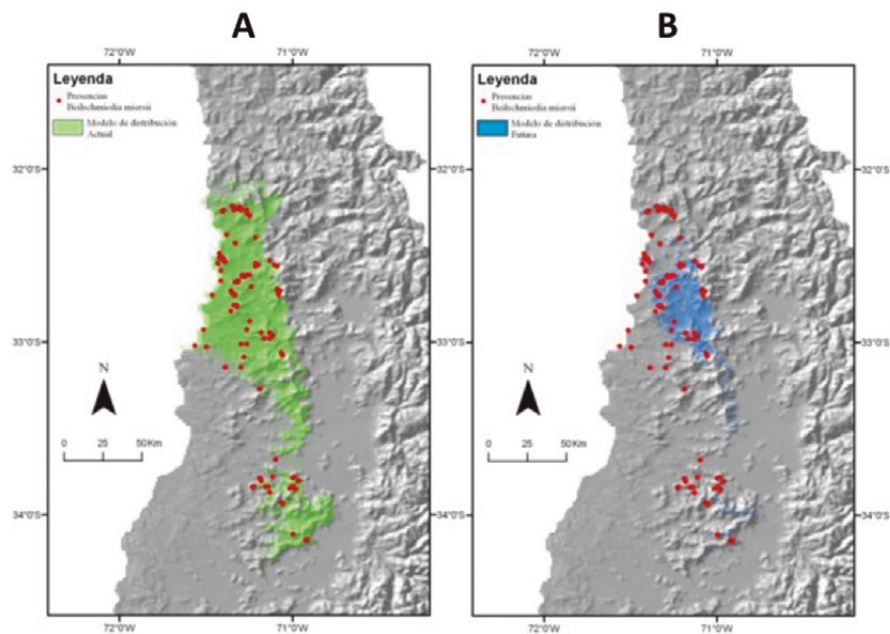 A
72°0'W 71°0'W
Leyenda
Presencias
Beilschmiedia miersii
Modelo de distribución
Actual
32°0'S
33°0'S
34°0'S
N
0 25 50 Km
72°0'W 71°0'W
B
72°0'W 71°0'W
Leyenda
Presencias
Beilschmiedia miersii
Modelo de distribución
Futura
32°0'S
33°0'S
34°0'S
N
0 25 50 Km
72°0'W 71°0'W